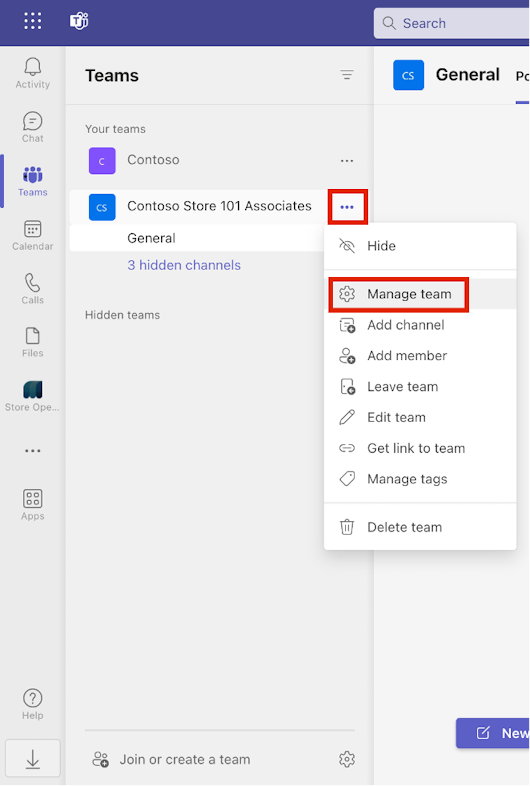 Search
Activity
Chat
Teams
Calendar
Calls
Files
Store Ope...
Apps
Help
Teams
Your teams
C
Contoso
CS
Contoso Store 101 Associates
General
3 hidden channels
Hidden teams
Join or create a team
CS
General
Po
Hide
Manage team
Add channel
Add member
Leave team
Edit team
Get link to team
Manage tags
Delete team
New